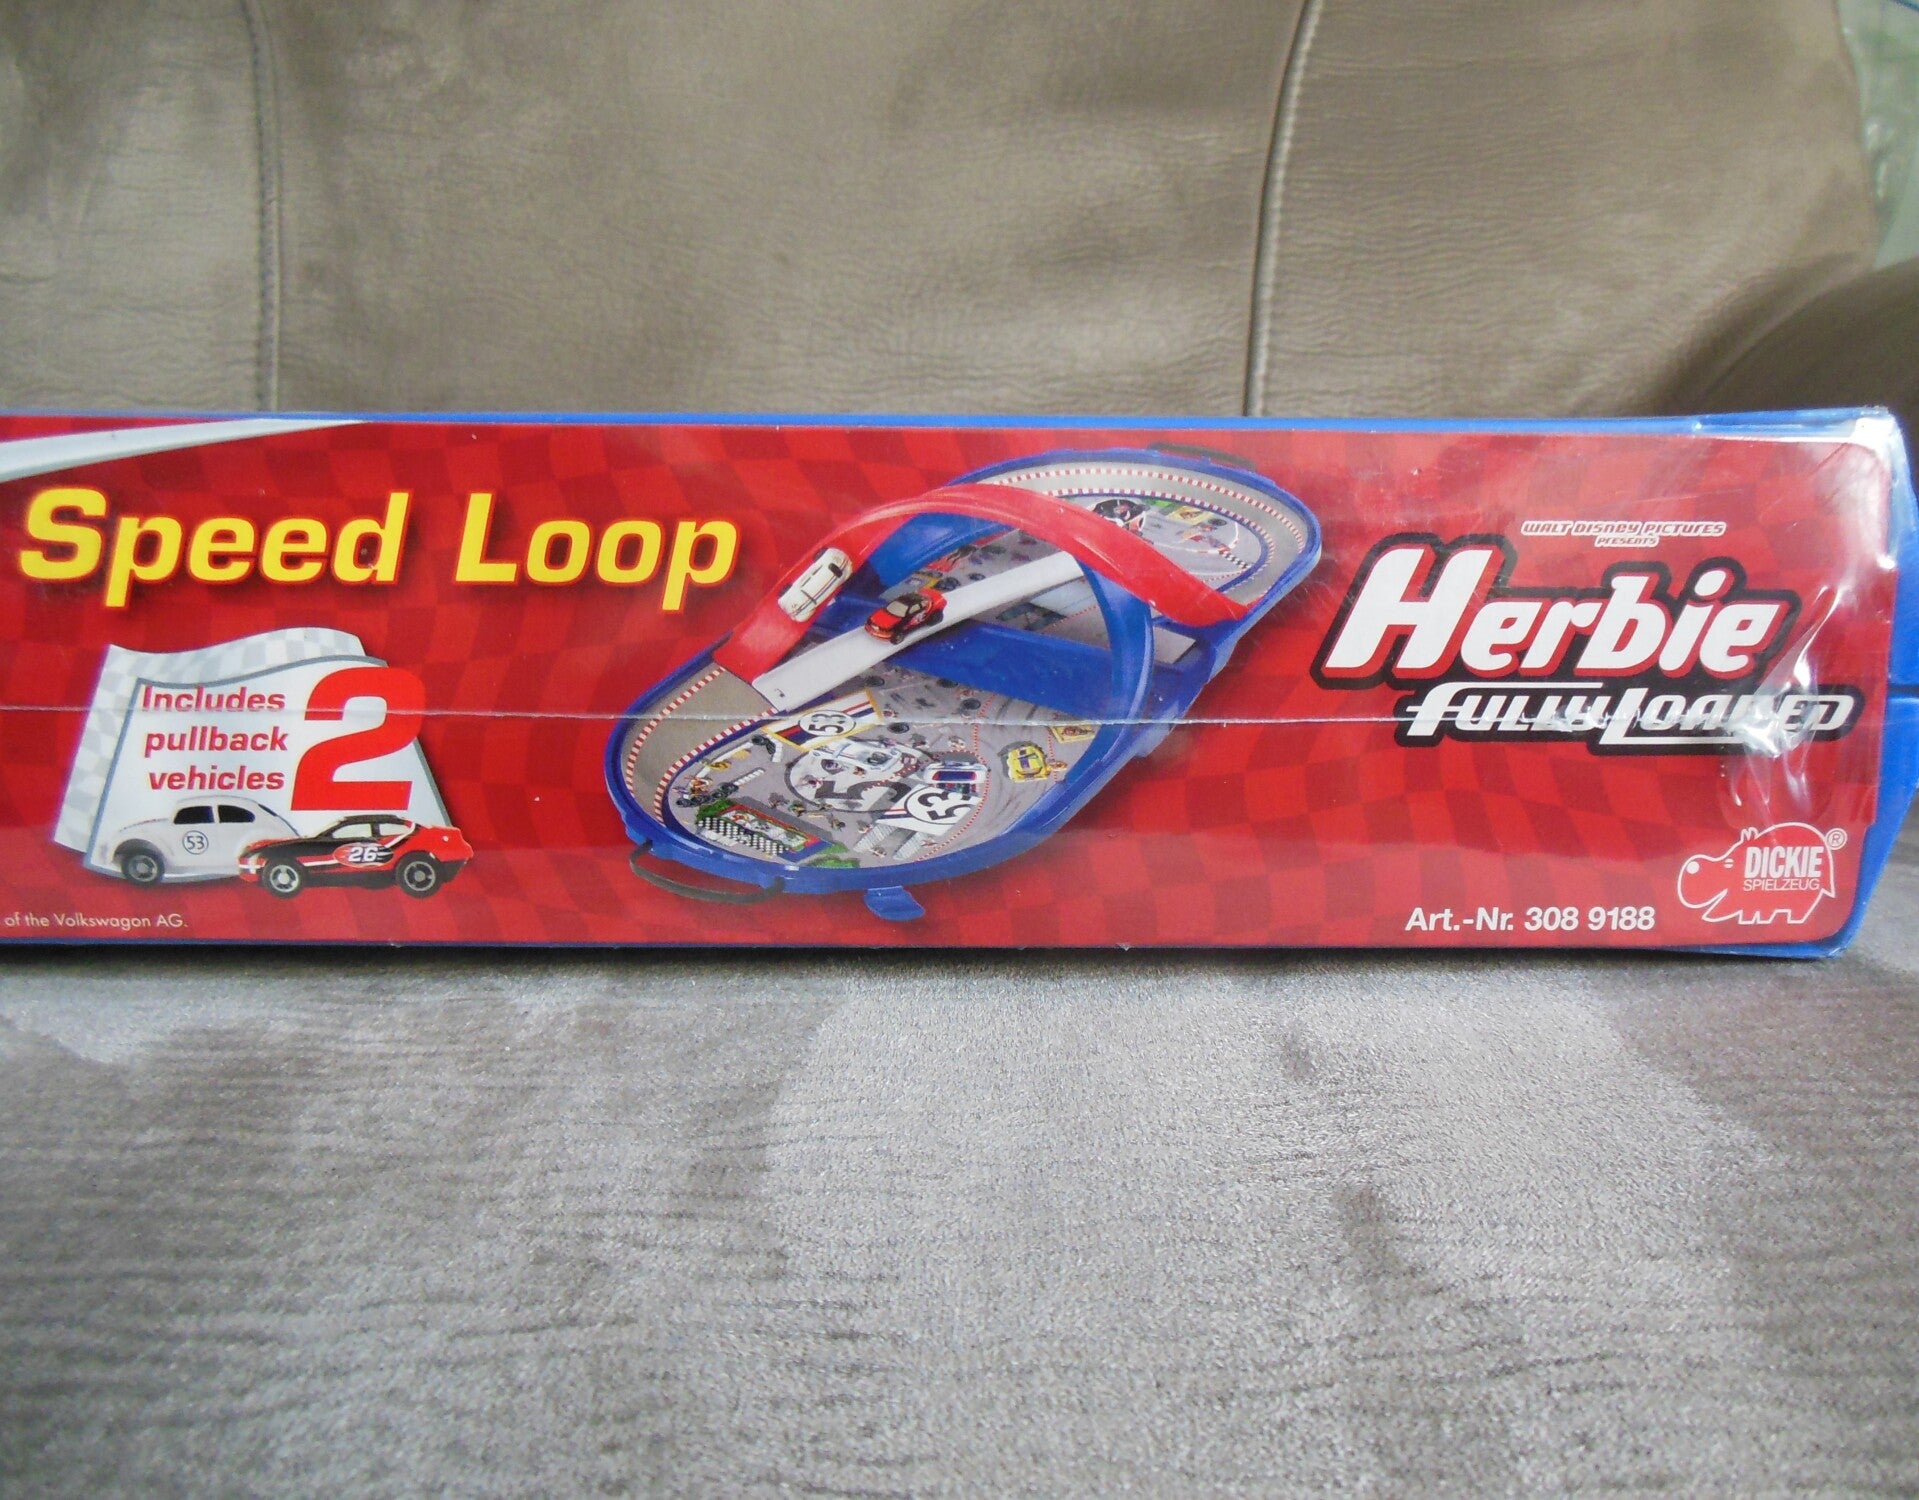 Speed Loop
Includes
pullback
vehicles
2
53
26
of the Volkswagon AG.
53
53
53
WALT DISNEY PICTURES
PRESENTS
Herbie
FULLY LOADED
DICKIE
SPIELZEUG
®
Art.-Nr. 308 9188